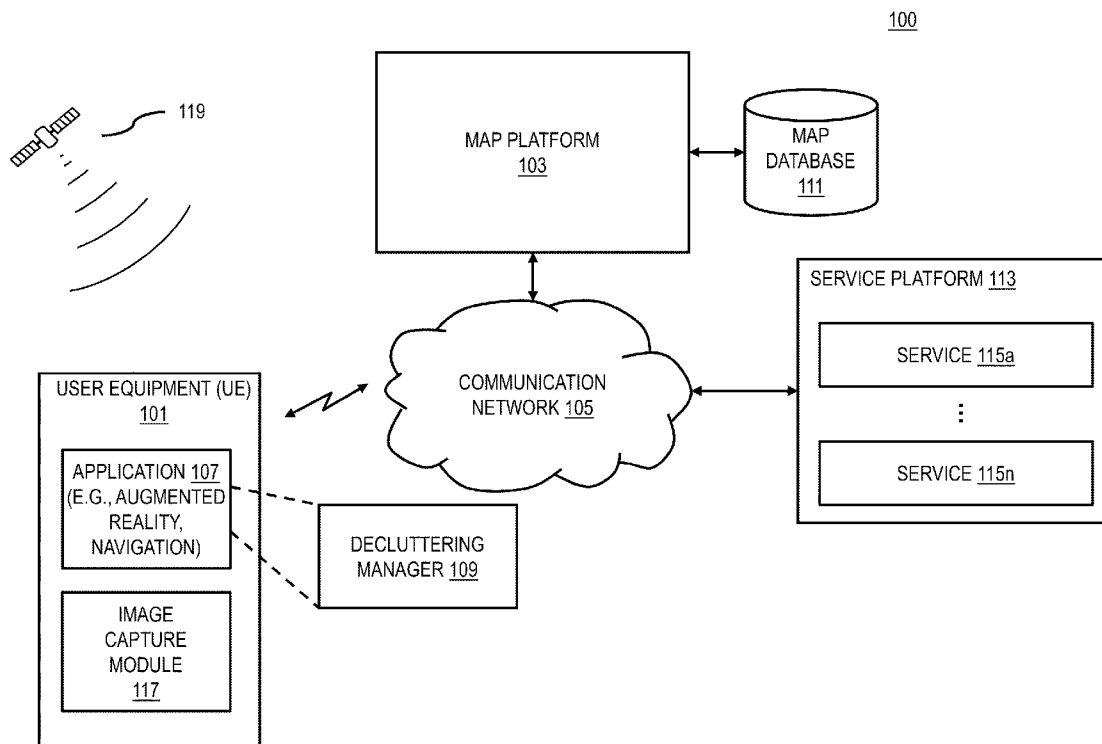 100
119
MAP PLATFORM
103
MAP
DATABASE
111
SERVICE PLATFORM 113
SERVICE 115a
⋮
SERVICE 115n
COMMUNICATION
NETWORK 105
USER EQUIPMENT (UE)
101
APPLICATION 107
(E.G., AUGMENTED
REALITY,
NAVIGATION)
DECLUTTERING
MANAGER 109
IMAGE
CAPTURE
MODULE
117